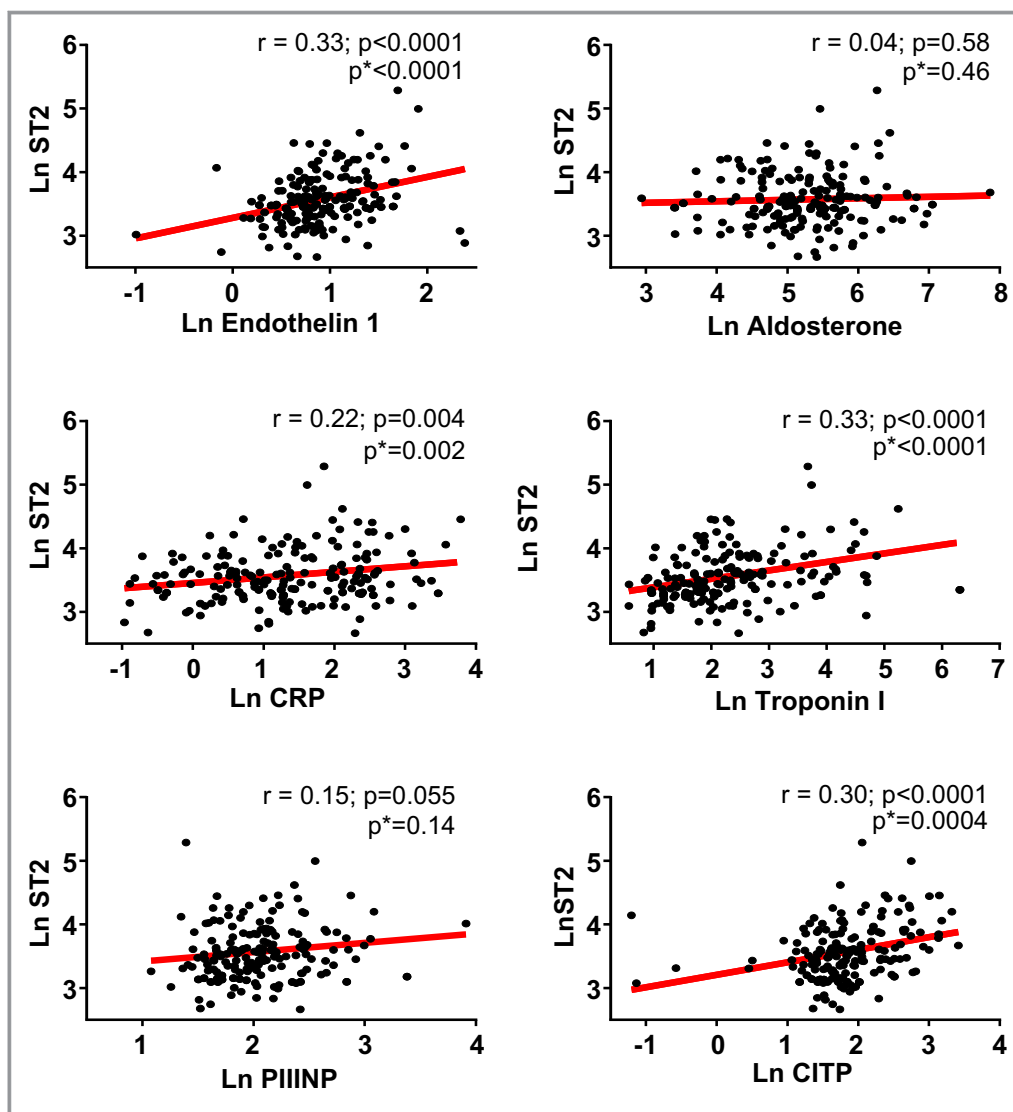 r = 0.33; p<0.0001
p*<0.0001
Ln ST2
6
5
4
3
-1 0 1 2
Ln Endothelin 1
r = 0.04; p=0.58
p*=0.46
Ln ST2
6
5
4
3
3 4 5 6 7 8
Ln Aldosterone
r = 0.22; p=0.004
p*=0.002
Ln ST2
6
5
4
3
-1 0 1 2 3 4
Ln CRP
r = 0.33; p<0.0001
p*<0.0001
Ln ST2
6
5
4
3
1 2 3 4 5 6 7
Ln Troponin I
r = 0.15; p=0.055
p*=0.14
Ln ST2
6
5
4
3
1 2 3 4
Ln PIIINP
r = 0.30; p<0.0001
p*=0.0004
LnST2
6
5
4
3
-1 0 1 2 3 4
Ln CITP